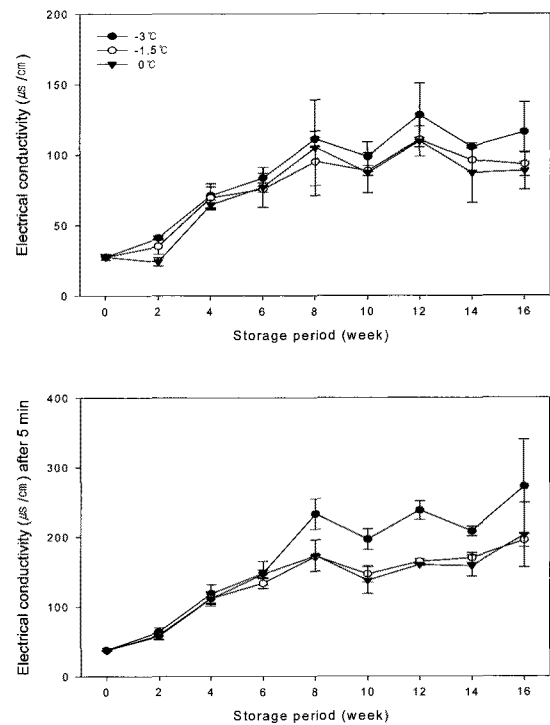 Electrical conductivity (㎲ /㎝)
200
150
100
50
0
-3℃
-1.5℃
0℃
0 2 4 6 8 10 12 14 16
Storage period (week)
Electrical conductivity (㎲ /㎝) after 5 min
400
300
200
100
0
0 2 4 6 8 10 12 14 16
Storage period (week)